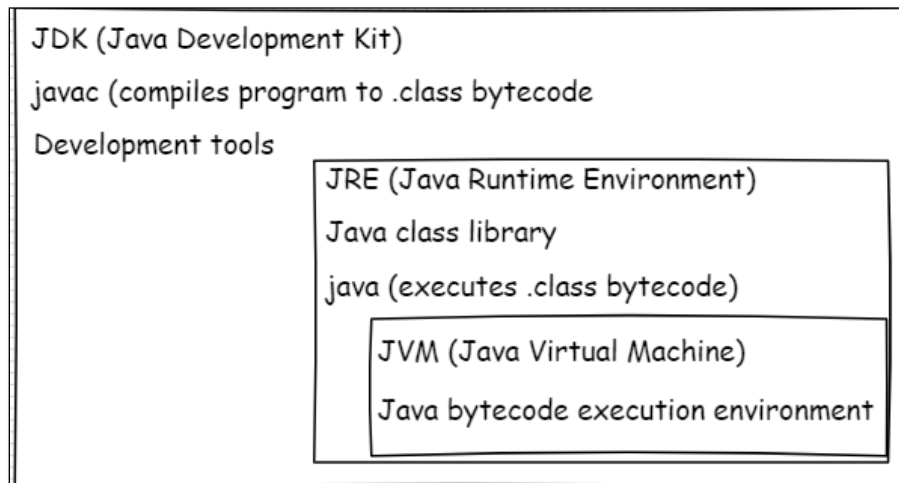 JDK (Java Development Kit)
javac (compiles program to .class bytecode
Development tools
JRE (Java Runtime Environment)
Java class library
java (executes .class bytecode)
JVM (Java Virtual Machine)
Java bytecode execution environment